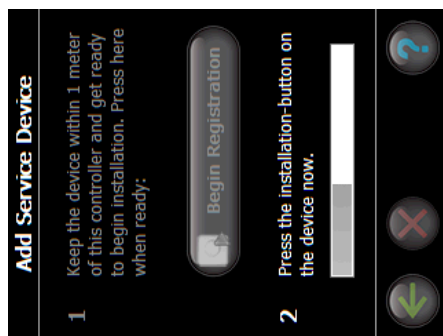 Add Service Device
1
Keep the device within 1 meter
of this controller and get ready
to begin installation. Press here
when ready:
Begin Registration
2
Press the installation-button on
the device now.
?